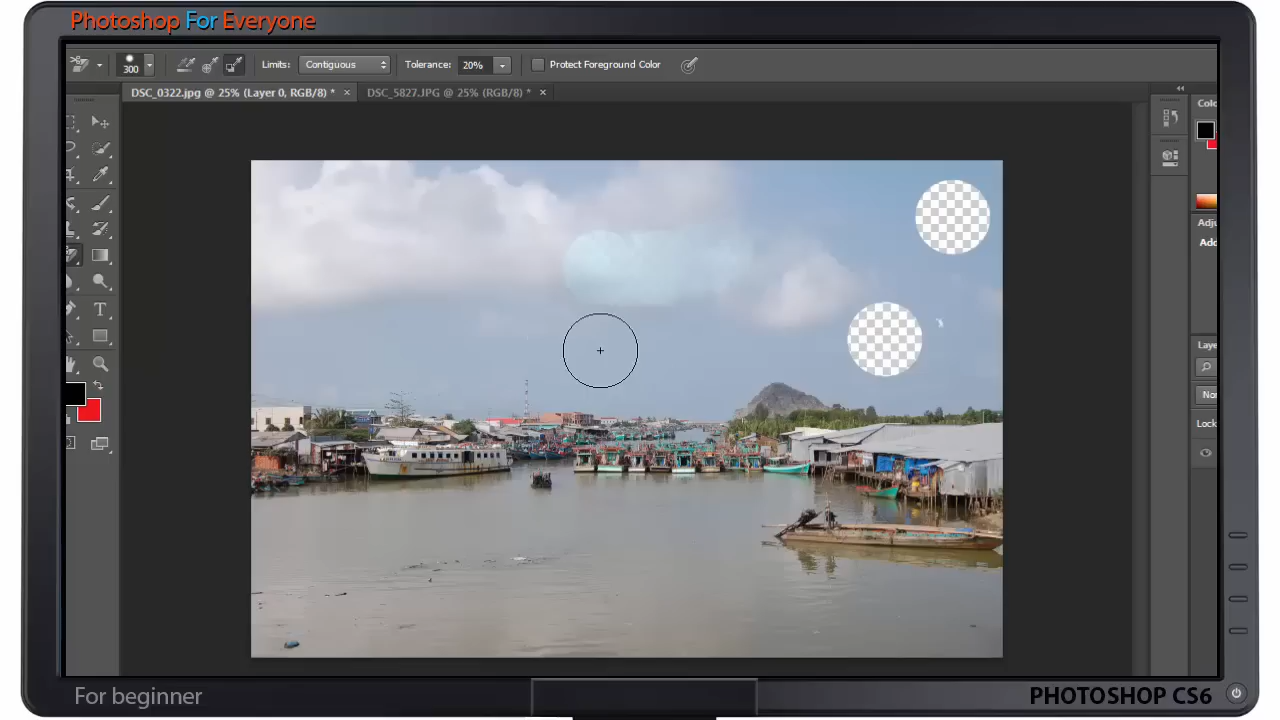 Photoshop For Everyone
300
Limits: Contiguous Tolerance: 20% Protect Foreground Color
DSC_0322.jpg @ 25% (Layer 0, RGB/8) * × DSC_5827.JPG @ 25% (RGB/8) * ×
Colo
T
Adju
Add
Laye
Na
Lock
For beginner
PHOTOSHOP CS6